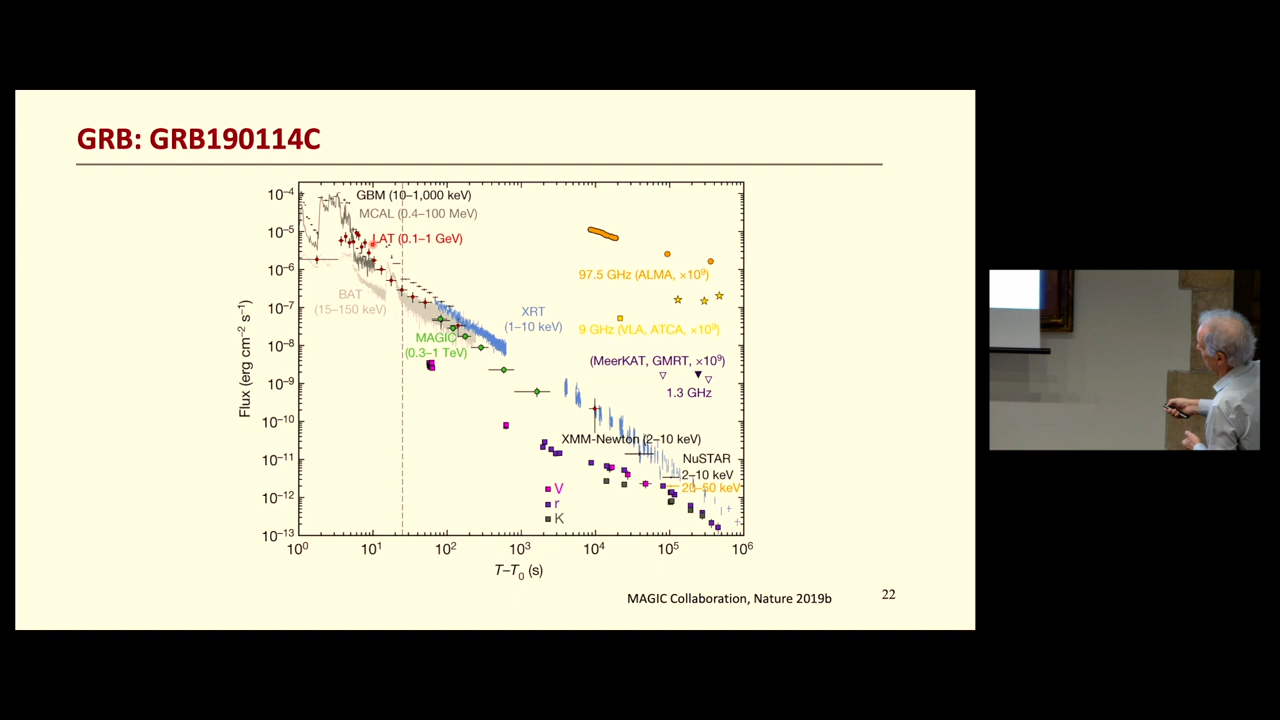 GRB: GRB190114C
10⁻⁴
10⁻⁵
10⁻⁶
10⁻⁷
10⁻⁸
10⁻⁹
10⁻¹⁰
10⁻¹¹
10⁻¹²
10⁻¹³
Flux (erg cm⁻² s⁻¹)
GBM (10–1,000 keV)
MCAL (0.4–100 MeV)
LAT (0.1–1 GeV)
BAT
(15–150 keV)
XRT
(1–10 keV)
MAGIC
(0.3–1 TeV)
97.5 GHz (ALMA, ×10⁹)
9 GHz (VLA, ATCA, ×10⁹)
(MeerKAT, GMRT, ×10⁹)
1.3 GHz
XMM-Newton (2–10 keV)
NuSTAR
2–10 keV
20–50 keV
V
r
K
10⁰ 10¹ 10² 10³ 10⁴ 10⁵ 10⁶
T–T₀ (s)
MAGIC Collaboration, Nature 2019b
22